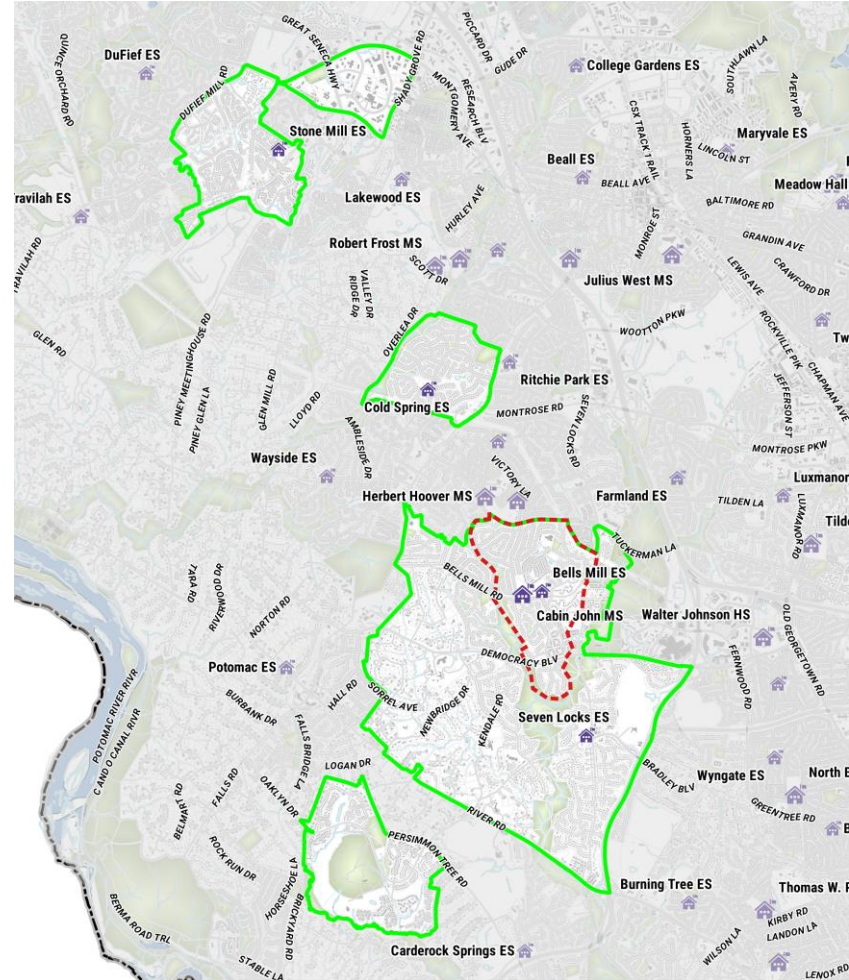 QUINCE ORCHARD RD
DuFief ES
DUFIEF MILL RD
GREAT SENECA HWY
SHADY GROVE RD
PICCARD DR
GUDE DR
MONTGOMERY AVE
RESEARCH BLV
College Gardens ES
SOUTHLAWN LA
AVERY RD
CSX TRACK 1 RAIL
HORNERS LA
LINCOLN ST
Maryvale ES
Stone Mill ES
Beall ES
BEALL AVE
Meadow Hall
ravilah ES
Lakewood ES
HURLEY AVE
BALTIMORE RD
MONROE ST
GRANDIN AVE
Robert Frost MS
SCOTT DR
Julius West MS
CRAWFORD DR
LEWIS AVE
TRAVILAH RD
VALLEY DR
RIDGE DR
OVERLEA DR
WOOTTON PKW
ROCKVILLE PIK
Tw
GLEN RD
PINEY MEETINGHOUSE RD
PINEY GLEN LA
GLEN MILL RD
LLOYD RD
Ritchie Park ES
JEFFERSON ST
CHAPMAN AVE
Cold Spring ES
MONTROSE RD
SEVEN LOCKS RD
AMBLESIDE DR
MONTROSE PKW
Wayside ES
VICTORY LA
Luxmanor
Herbert Hoover MS
Farmland ES
TILDEN LA
LUXMANOR RD
Tilde
TUCKERMAN LA
TARA RD
RIVERWOOD DR
NORTON RD
BELLS MILL RD
Bells Mill ES
Cabin John MS
Walter Johnson HS
OLD GEORGETOWN RD
FERNWOOD RD
DEMOCRACY BLV
Potomac ES
POTOMAC RIVER RIVR
C AND O CANAL RIVR
BURBANK DR
HALL RD
SORREL AVE
NEWBRIDGE DR
KENDALE RD
Seven Locks ES
FALLS BRIDGE LA
LOGAN DR
BRADLEY BLV
Wyngate ES
North B
BELMART RD
FALLS RD
OAKLYN DR
RIVER RD
GREENTREE RD
B
ROCK RUN DR
PERSIMMON TREE RD
HORSESHOE LA
BRICKYARD RD
Burning Tree ES
Thomas W. P
KIRBY RD
LANDON LA
BERMA ROAD TRL
STABLE LA
Carderock Springs ES
WILSON LA
LENOX RD